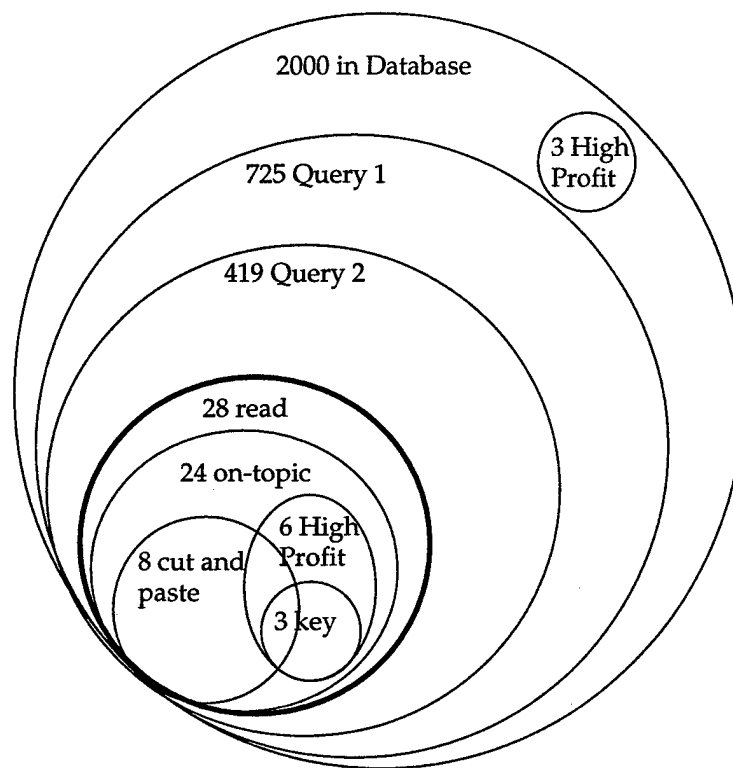 2000 in Database
3 High
Profit
725 Query 1
419 Query 2
28 read
24 on-topic
6 High
Profit
8 cut and
paste
3 key